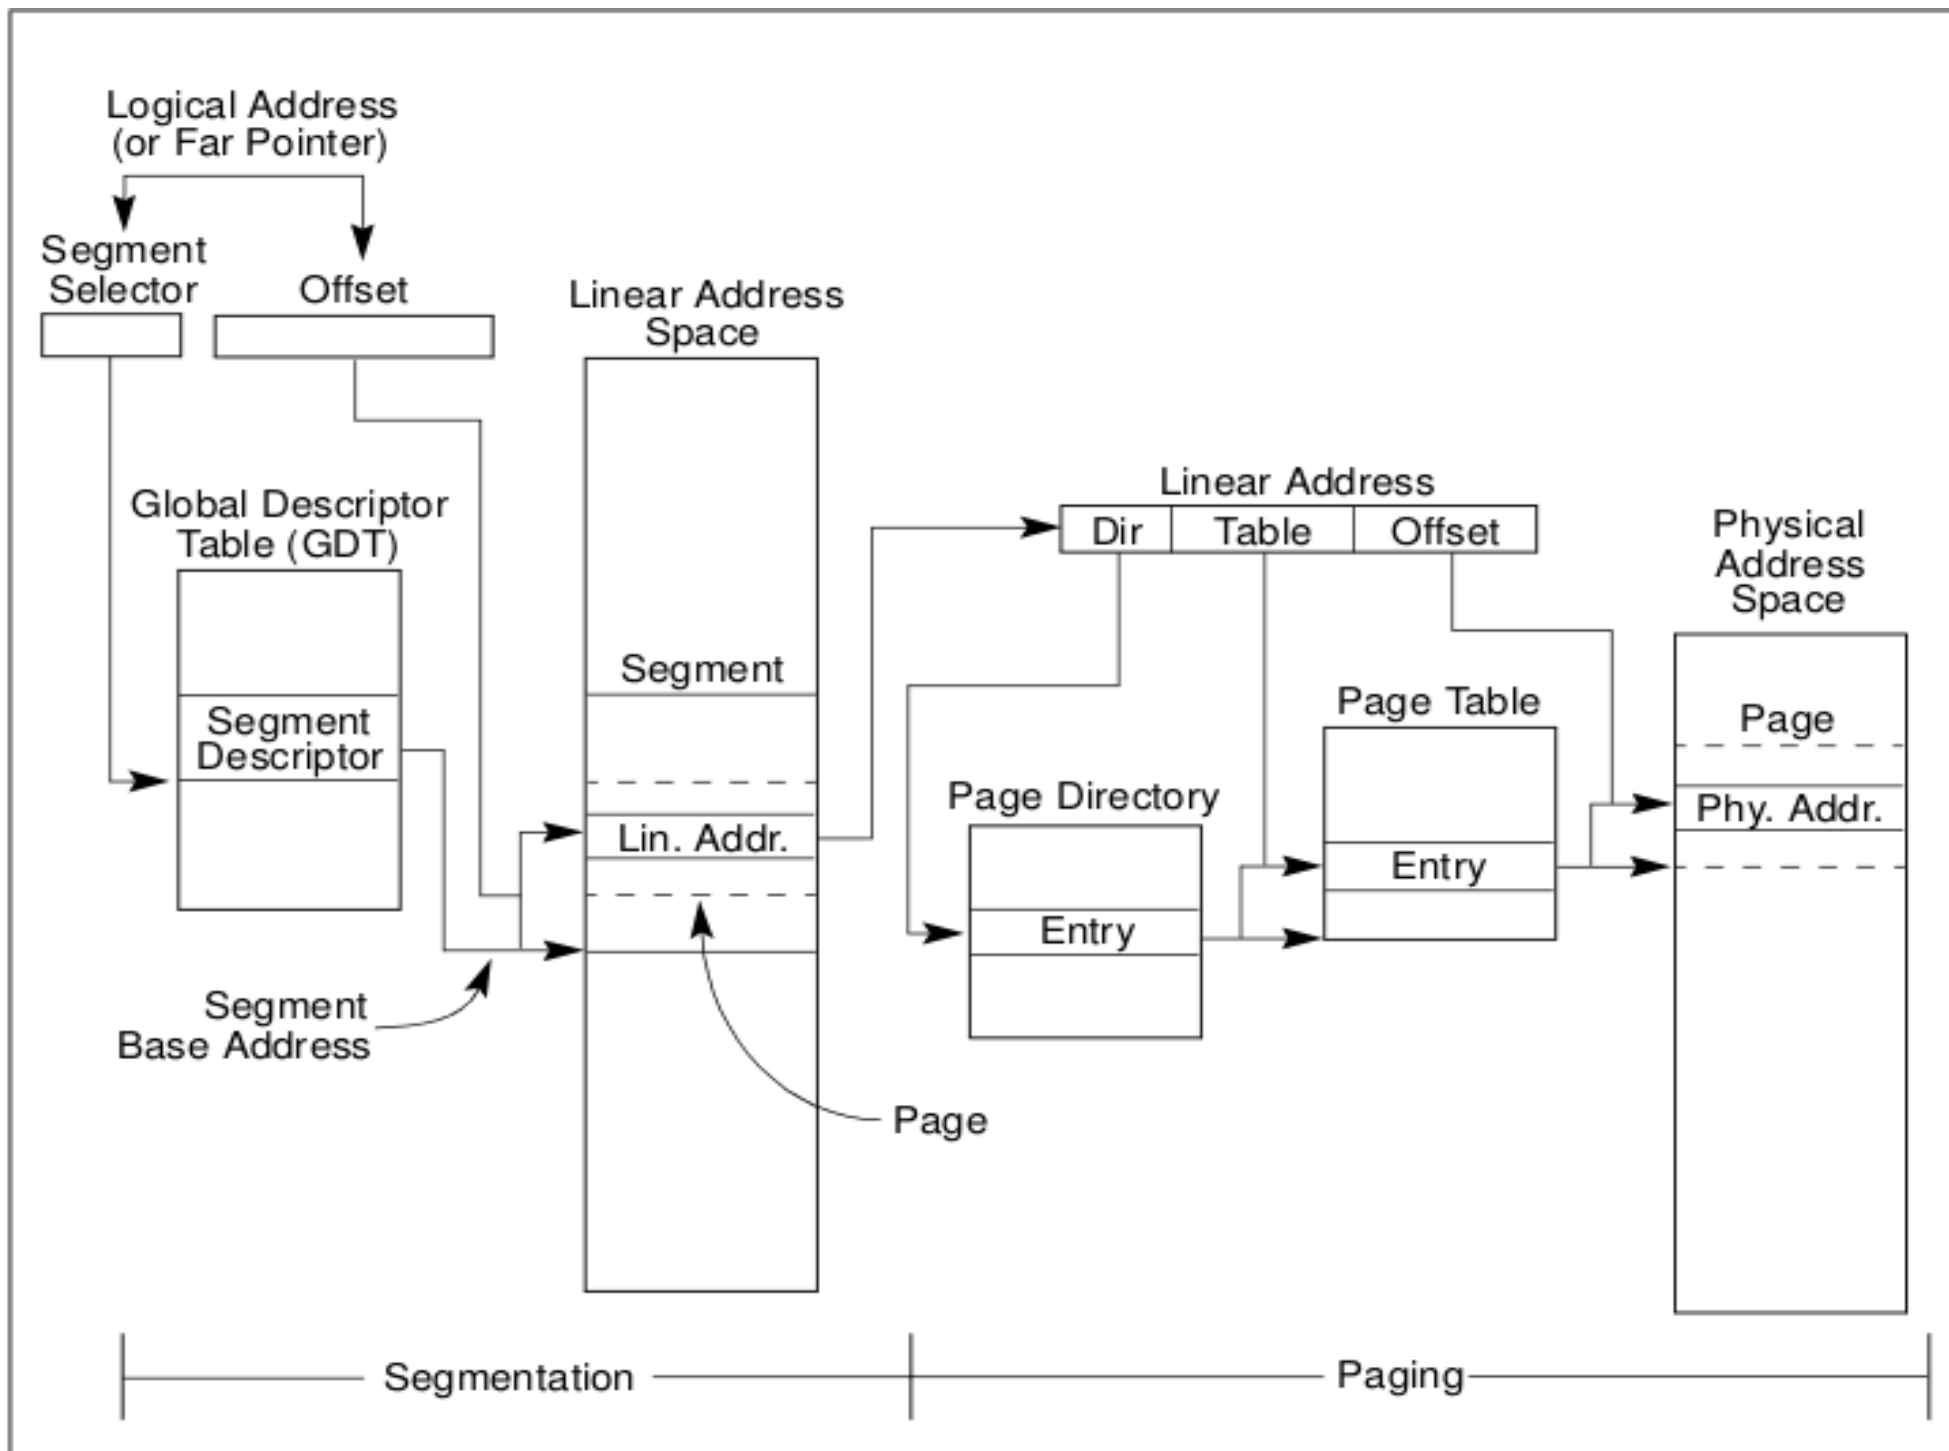 Logical Address
(or Far Pointer)
Segment
Selector
Offset
Linear Address
Space
Global Descriptor
Table (GDT)
Segment
Descriptor
Segment
Lin. Addr.
Segment
Base Address
Page
Linear Address
Dir Table Offset
Page Directory
Entry
Page Table
Entry
Physical
Address
Space
Page
Phy. Addr.
Segmentation
Paging